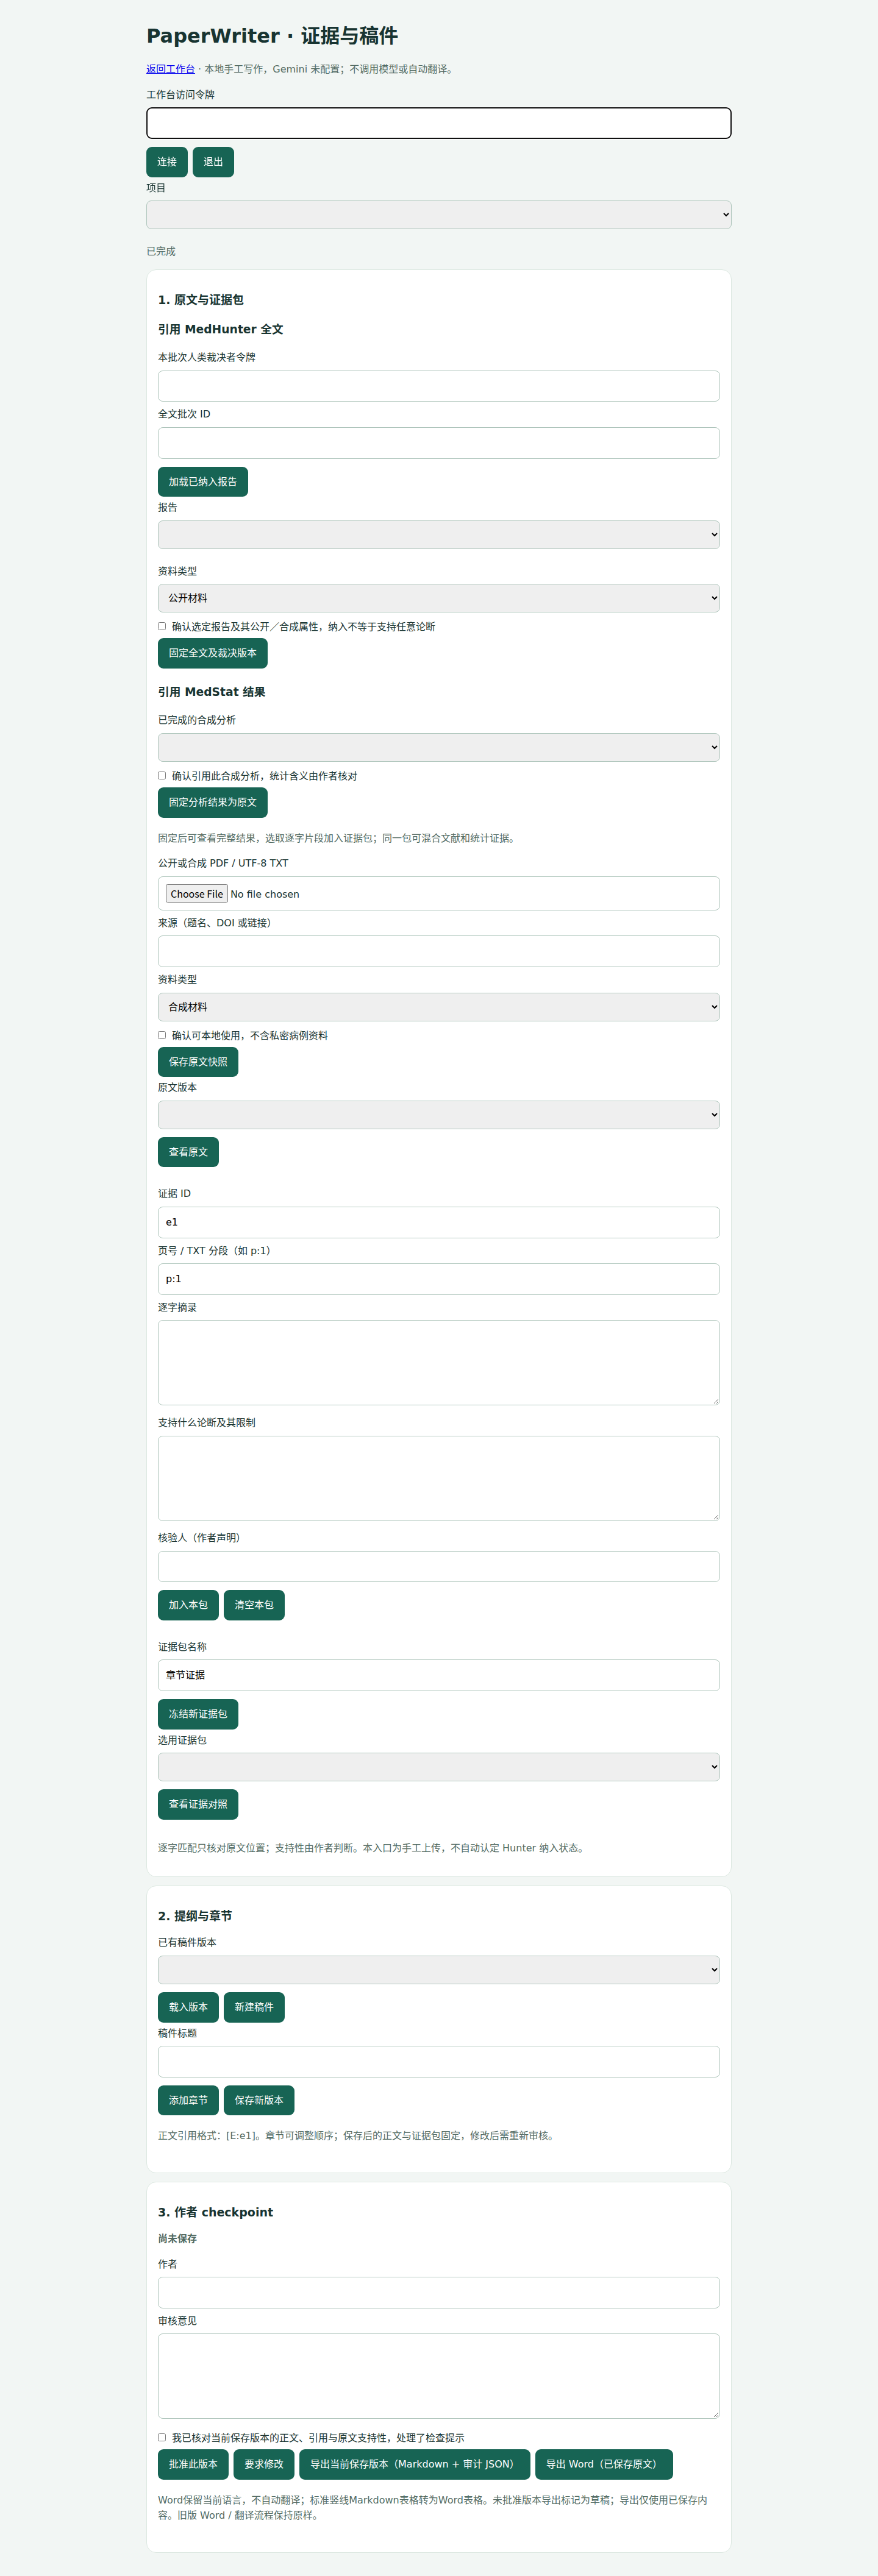 PaperWriter · 证据与稿件
返回工作台 · 本地手工写作，Gemini 未配置；不调用模型或自动翻译。
工作台访问令牌
连接 退出
项目
已完成
1. 原文与证据包
引用 MedHunter 全文
本批次人类裁决者令牌
全文批次 ID
加载已纳入报告
报告
资料类型
公开材料
确认选定报告及其公开／合成属性，纳入不等于支持任意论断
固定全文及裁决版本
引用 MedStat 结果
已完成的合成分析
确认引用此合成分析，统计含义由作者核对
固定分析结果为原文
固定后可查看完整结果，选取逐字片段加入证据包；同一包可混合文献和统计证据。
公开或合成 PDF / UTF-8 TXT
Choose File No file chosen
来源（题名、DOI 或链接）
资料类型
合成材料
确认可本地使用，不含私密病例资料
保存原文快照
原文版本
查看原文
证据 ID
e1
页号 / TXT 分段（如 p:1）
p:1
逐字摘录
支持什么论断及其限制
核验人（作者声明）
加入本包 清空本包
证据包名称
章节证据
冻结新证据包
选用证据包
查看证据对照
逐字匹配只核对原文位置；支持性由作者判断。本入口为手工上传，不自动认定 Hunter 纳入状态。
2. 提纲与章节
已有稿件版本
载入版本 新建稿件
稿件标题
添加章节 保存新版本
正文引用格式：[E:e1]。章节可调整顺序；保存后的正文与证据包固定，修改后需重新审核。
3. 作者 checkpoint
尚未保存
作者
审核意见
我已核对当前保存版本的正文、引用与原文支持性，处理了检查提示
批准此版本 要求修改 导出当前保存版本（Markdown + 审计 JSON） 导出 Word（已保存原文）
Word保留当前语言，不自动翻译；标准竖线Markdown表格转为Word表格。未批准版本导出标记为草稿；导出仅使用已保存内
容。旧版 Word / 翻译流程保持原样。